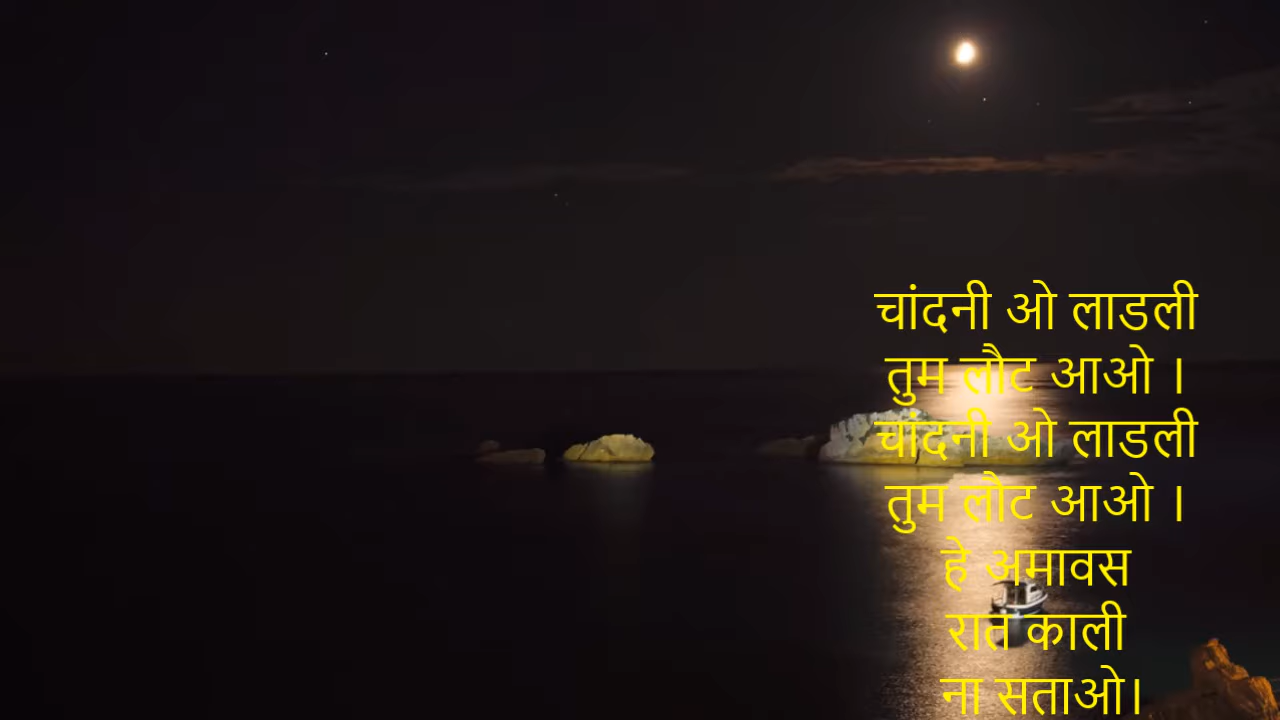 चांदनी ओ लाडली
तुम लौट आओ ।
चांदनी ओ लाडली
तुम लौट आओ ।
हे अमावस
रात काली
ना सताओ।